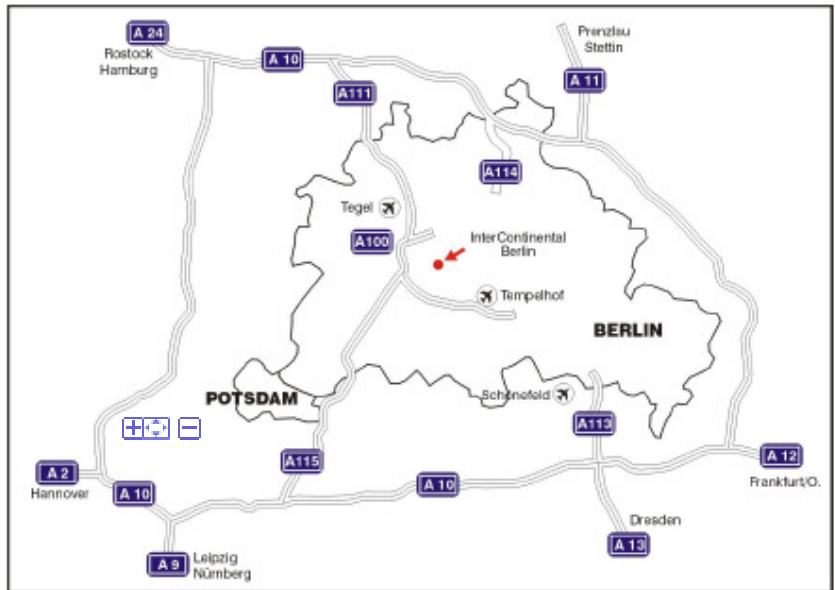 A 24
Rostock
Hamburg
A 10
Prenzlau
Stettin
A 11
A111
A114
Tegel
A100
InterContinental
Berlin
Tempelhof
BERLIN
POTSDAM
Schönefeld
A113
A 2
Hannover
A 10
A115
A 10
A 12
Frankfurt/O.
Dresden
A 13
A 9
Leipzig
Nürnberg